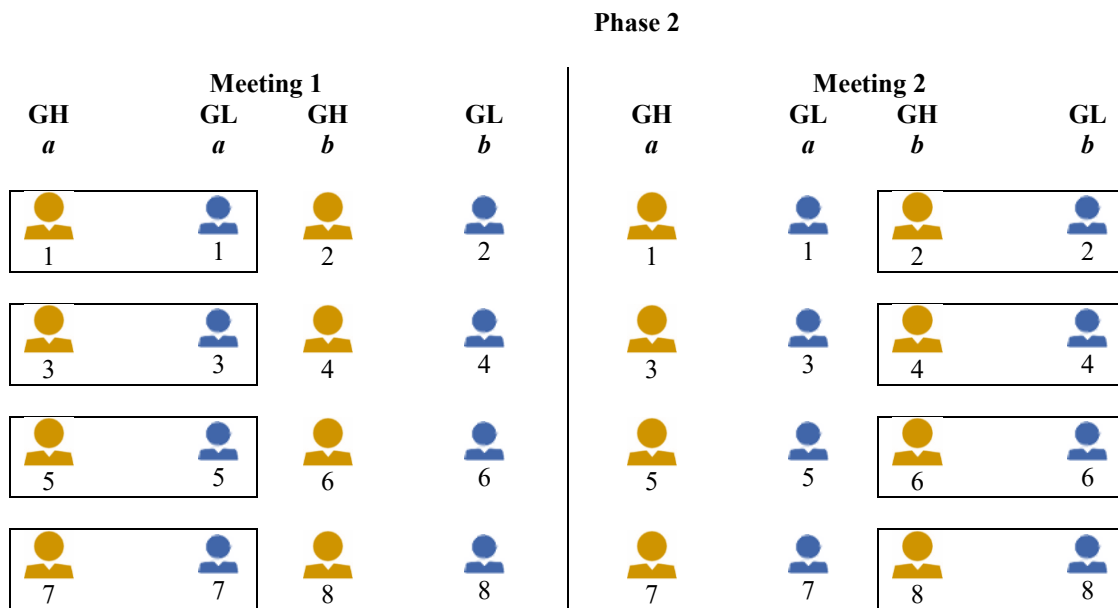 Phase 2
Meeting 1 Meeting 2
GH GL GH GL GH GL GH GL
a a b b a a b b
1 1 2 2 1 1 2 2
3 3 4 4 3 3 4 4
5 5 6 6 5 5 6 6
7 7 8 8 7 7 8 8